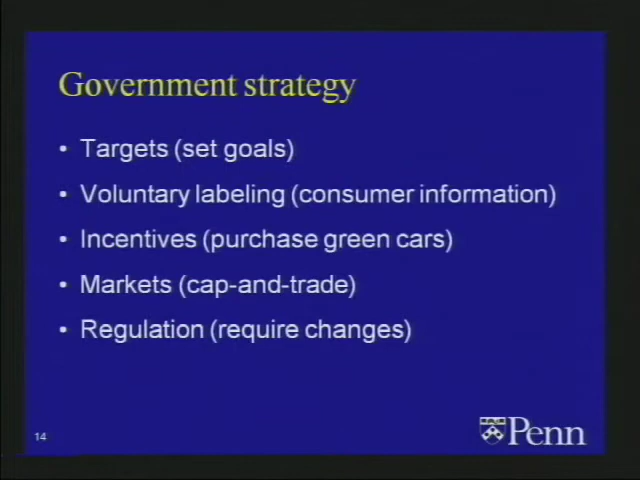 Government strategy
• Targets (set goals)
• Voluntary labeling (consumer information)
• Incentives (purchase green cars)
• Markets (cap-and-trade)
• Regulation (require changes)
14
Penn